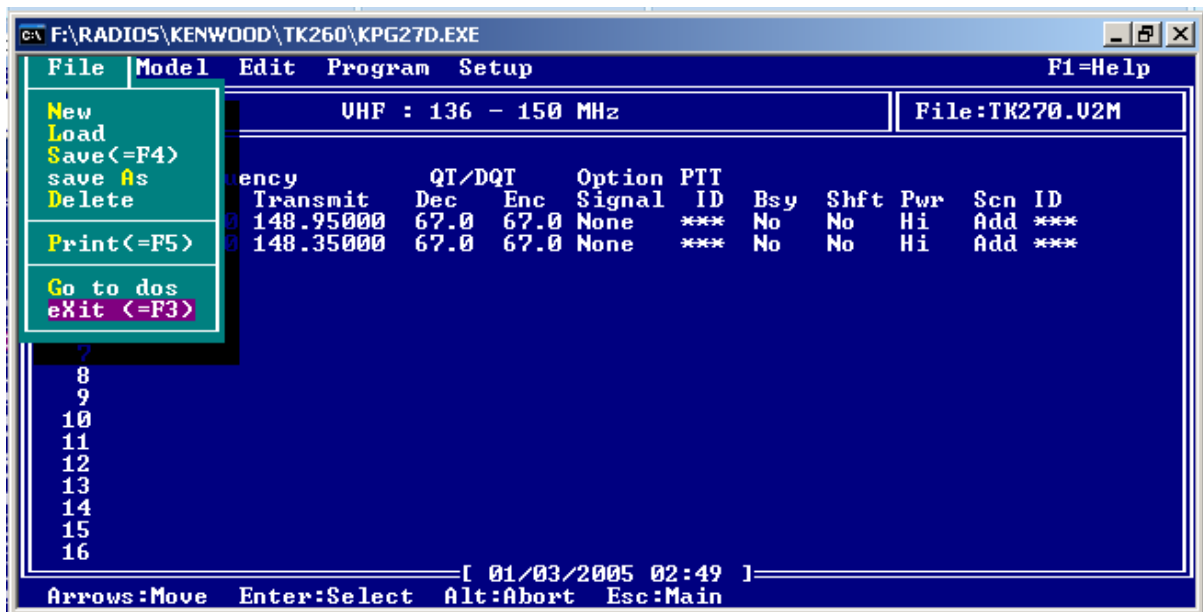 F:\RADIOS\KENWOOD\TK260\KPG27D.EXE
File Model Edit Program Setup F1=Help
New VHF : 136 - 150 MHz File:TK270.V2M
Load
Save(=F4)
save As uency QT/DQT Option PTT
Delete Transmit Dec Enc Signal ID Bsy Shft Pwr Scn ID
0 148.95000 67.0 67.0 None *** No No Hi Add ***
Print(=F5) 0 148.35000 67.0 67.0 None *** No No Hi Add ***
Go to dos
eXit (=F3)
7
8
9
10
11
12
13
14
15
16
[ 01/03/2005 02:49 ]
Arrows:Move Enter:Select Alt:Abort Esc:Main